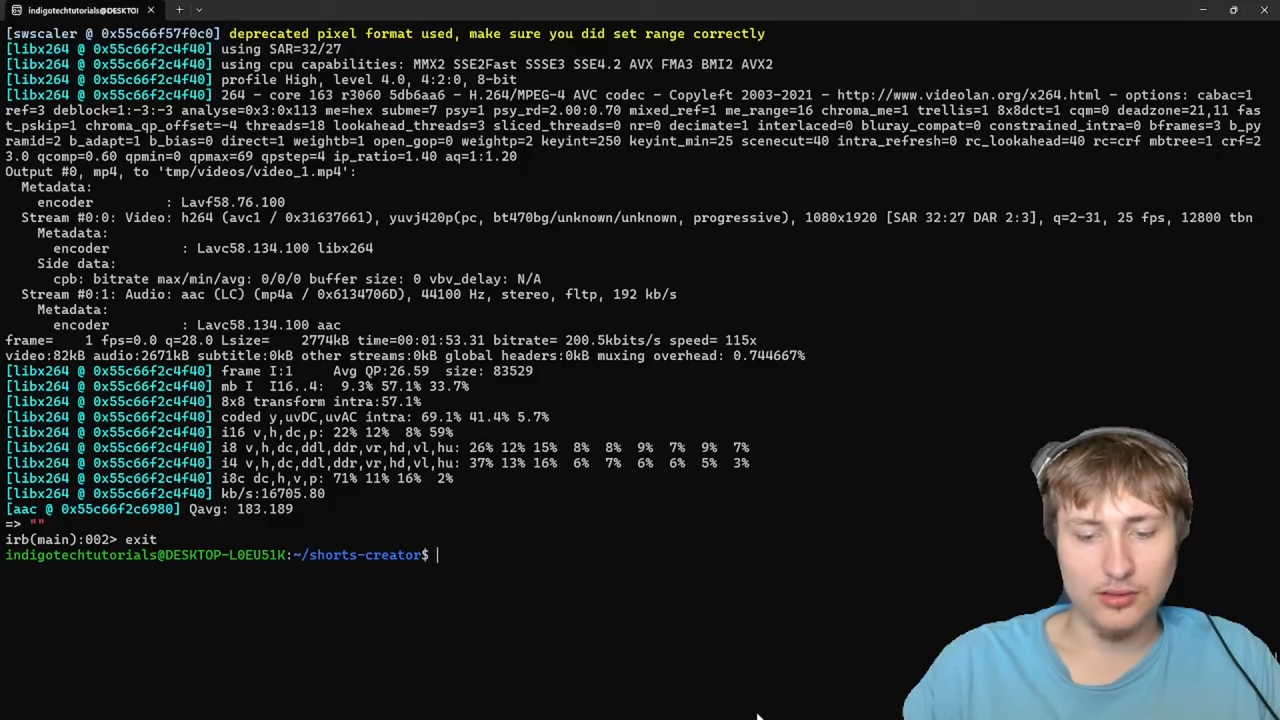 indigotechtutorials@DESKTOP
[swscaler @ 0x55c66f57f0c0] deprecated pixel format used, make sure you did set range correctly
[libx264 @ 0x55c66f2c4f40] using SAR=32/27
[libx264 @ 0x55c66f2c4f40] using cpu capabilities: MMX2 SSE2Fast SSSE3 SSE4.2 AVX FMA3 BMI2 AVX2
[libx264 @ 0x55c66f2c4f40] profile High, level 4.0, 4:2:0, 8-bit
[libx264 @ 0x55c66f2c4f40] 264 - core 163 r3060 5db6aa6 - H.264/MPEG-4 AVC codec - Copyleft 2003-2021 - http://www.videolan.org/x264.html - options: cabac=1
ref=3 deblock=1:-3:-3 analyse=0x3:0x113 me=hex subme=7 psy=1 psy_rd=2.00:0.70 mixed_ref=1 me_range=16 chroma_me=1 trellis=1 8x8dct=1 cqm=0 deadzone=21,11 fas
t_pskip=1 chroma_qp_offset=-4 threads=18 lookahead_threads=3 sliced_threads=0 nr=0 decimate=1 interlaced=0 bluray_compat=0 constrained_intra=0 bframes=3 b_py
ramid=2 b_adapt=1 b_bias=0 direct=1 weightb=1 open_gop=0 weightp=2 keyint=250 keyint_min=25 scenecut=40 intra_refresh=0 rc_lookahead=40 rc=crf mbtree=1 crf=2
3.0 qcomp=0.60 qpmin=0 qpmax=69 qpstep=4 ip_ratio=1.40 aq=1:1.20
Output #0, mp4, to 'tmp/videos/video_1.mp4':
Metadata:
encoder : Lavf58.76.100
Stream #0:0: Video: h264 (avc1 / 0x31637661), yuvj420p(pc, bt470bg/unknown/unknown, progressive), 1080x1920 [SAR 32:27 DAR 2:3], q=2-31, 25 fps, 12800 tbn
Metadata:
encoder : Lavc58.134.100 libx264
Side data:
cpb: bitrate max/min/avg: 0/0/0 buffer size: 0 vbv_delay: N/A
Stream #0:1: Audio: aac (LC) (mp4a / 0x6134706D), 44100 Hz, stereo, fltp, 192 kb/s
Metadata:
encoder : Lavc58.134.100 aac
frame= 1 fps=0.0 q=28.0 Lsize= 2774kB time=00:01:53.31 bitrate= 200.5kbits/s speed= 115x
video:82kB audio:2671kB subtitle:0kB other streams:0kB global headers:0kB muxing overhead: 0.744667%
[libx264 @ 0x55c66f2c4f40] frame I:1 Avg QP:26.59 size: 83529
[libx264 @ 0x55c66f2c4f40] mb I I16..4: 9.3% 57.1% 33.7%
[libx264 @ 0x55c66f2c4f40] 8x8 transform intra:57.1%
[libx264 @ 0x55c66f2c4f40] coded y,uvDC,uvAC intra: 69.1% 41.4% 5.7%
[libx264 @ 0x55c66f2c4f40] i16 v,h,dc,p: 22% 12% 8% 59%
[libx264 @ 0x55c66f2c4f40] i8 v,h,dc,ddl,ddr,vr,hd,vl,hu: 26% 12% 15% 8% 8% 9% 7% 9% 7%
[libx264 @ 0x55c66f2c4f40] i4 v,h,dc,ddl,ddr,vr,hd,vl,hu: 37% 13% 16% 6% 7% 6% 6% 5% 3%
[libx264 @ 0x55c66f2c4f40] i8c dc,h,v,p: 71% 11% 16% 2%
[libx264 @ 0x55c66f2c4f40] kb/s:16705.80
[aac @ 0x55c66f2c6980] Qavg: 183.189
=> ""
irb(main):002> exit
indigotechtutorials@DESKTOP-L0EU51K:~/shorts-creator$